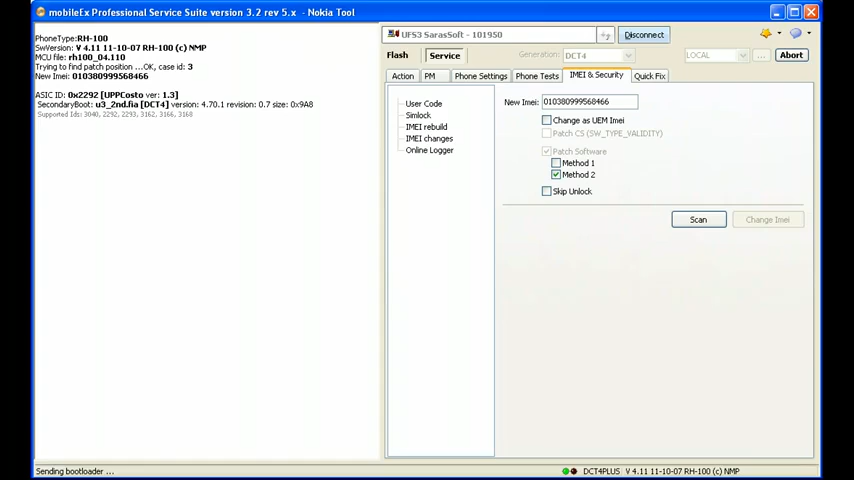 mobileEx Professional Service Suite version 3.2 rev 5.x - Nokia Tool
PhoneType:RH-100
SwVersion: V 4.11 11-10-07 RH-100 (c) NMP
MCU file: rh100_04.110
Trying to find patch position ...OK, case id: 3
New Imei: 010380999568466
ASIC ID: 0x2292 [UPPCosto ver: 1.3]
SecondaryBoot: u3_2nd.fia [DCT4] version: 4.70.1 revision: 0.7 size: 0x9A8
Supported Ids: 3040, 2292, 2293, 3162, 3166, 3168
UFS3 SarasSoft - 101950
Disconnect
Flash
Service
Generation:
DCT4
LOCAL
...
Abort
Action
PM
Phone Settings
Phone Tests
IMEI & Security
Quick Fix
User Code
Simlock
IMEI rebuild
IMEI changes
Online Logger
New Imei:
010380999568466
Change as UEM Imei
Patch CS (SW_TYPE_VALIDITY)
Patch Software
Method 1
Method 2
Skip Unlock
Scan
Change Imei
Sending bootloader ...
DCT4PLUS V 4.11 11-10-07 RH-100 (c) NMP